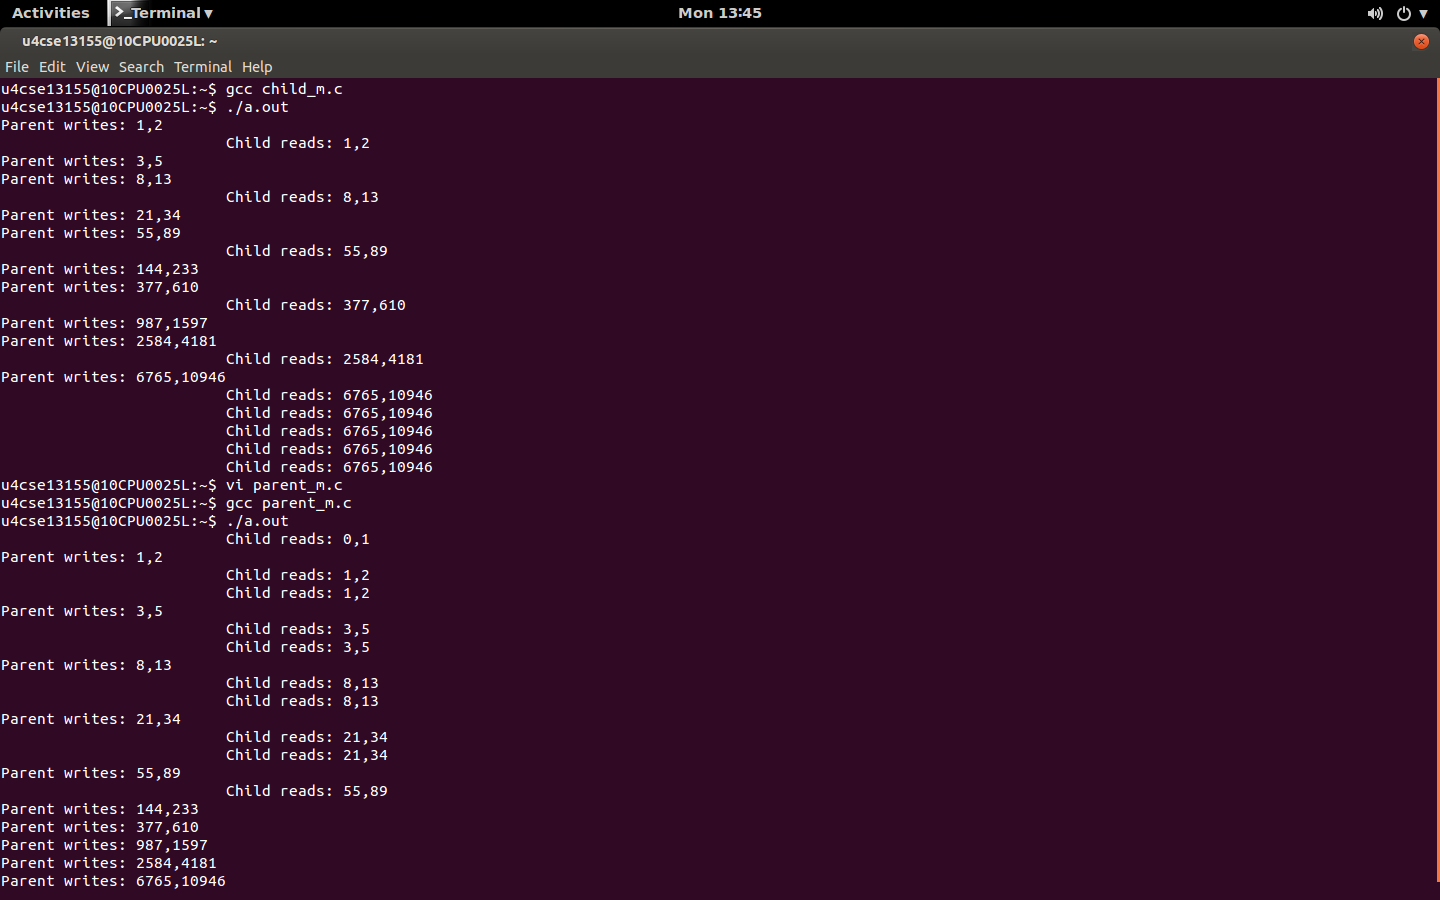 Activities Terminal Mon 13:45
u4cse13155@10CPU0025L: ~
File Edit View Search Terminal Help
u4cse13155@10CPU0025L:~$ gcc child_m.c
u4cse13155@10CPU0025L:~$ ./a.out
Parent writes: 1,2
Child reads: 1,2
Parent writes: 3,5
Parent writes: 8,13
Child reads: 8,13
Parent writes: 21,34
Parent writes: 55,89
Child reads: 55,89
Parent writes: 144,233
Parent writes: 377,610
Child reads: 377,610
Parent writes: 987,1597
Parent writes: 2584,4181
Child reads: 2584,4181
Parent writes: 6765,10946
Child reads: 6765,10946
Child reads: 6765,10946
Child reads: 6765,10946
Child reads: 6765,10946
Child reads: 6765,10946
u4cse13155@10CPU0025L:~$ vi parent_m.c
u4cse13155@10CPU0025L:~$ gcc parent_m.c
u4cse13155@10CPU0025L:~$ ./a.out
Child reads: 0,1
Parent writes: 1,2
Child reads: 1,2
Child reads: 1,2
Parent writes: 3,5
Child reads: 3,5
Child reads: 3,5
Parent writes: 8,13
Child reads: 8,13
Child reads: 8,13
Parent writes: 21,34
Child reads: 21,34
Child reads: 21,34
Parent writes: 55,89
Child reads: 55,89
Parent writes: 144,233
Parent writes: 377,610
Parent writes: 987,1597
Parent writes: 2584,4181
Parent writes: 6765,10946